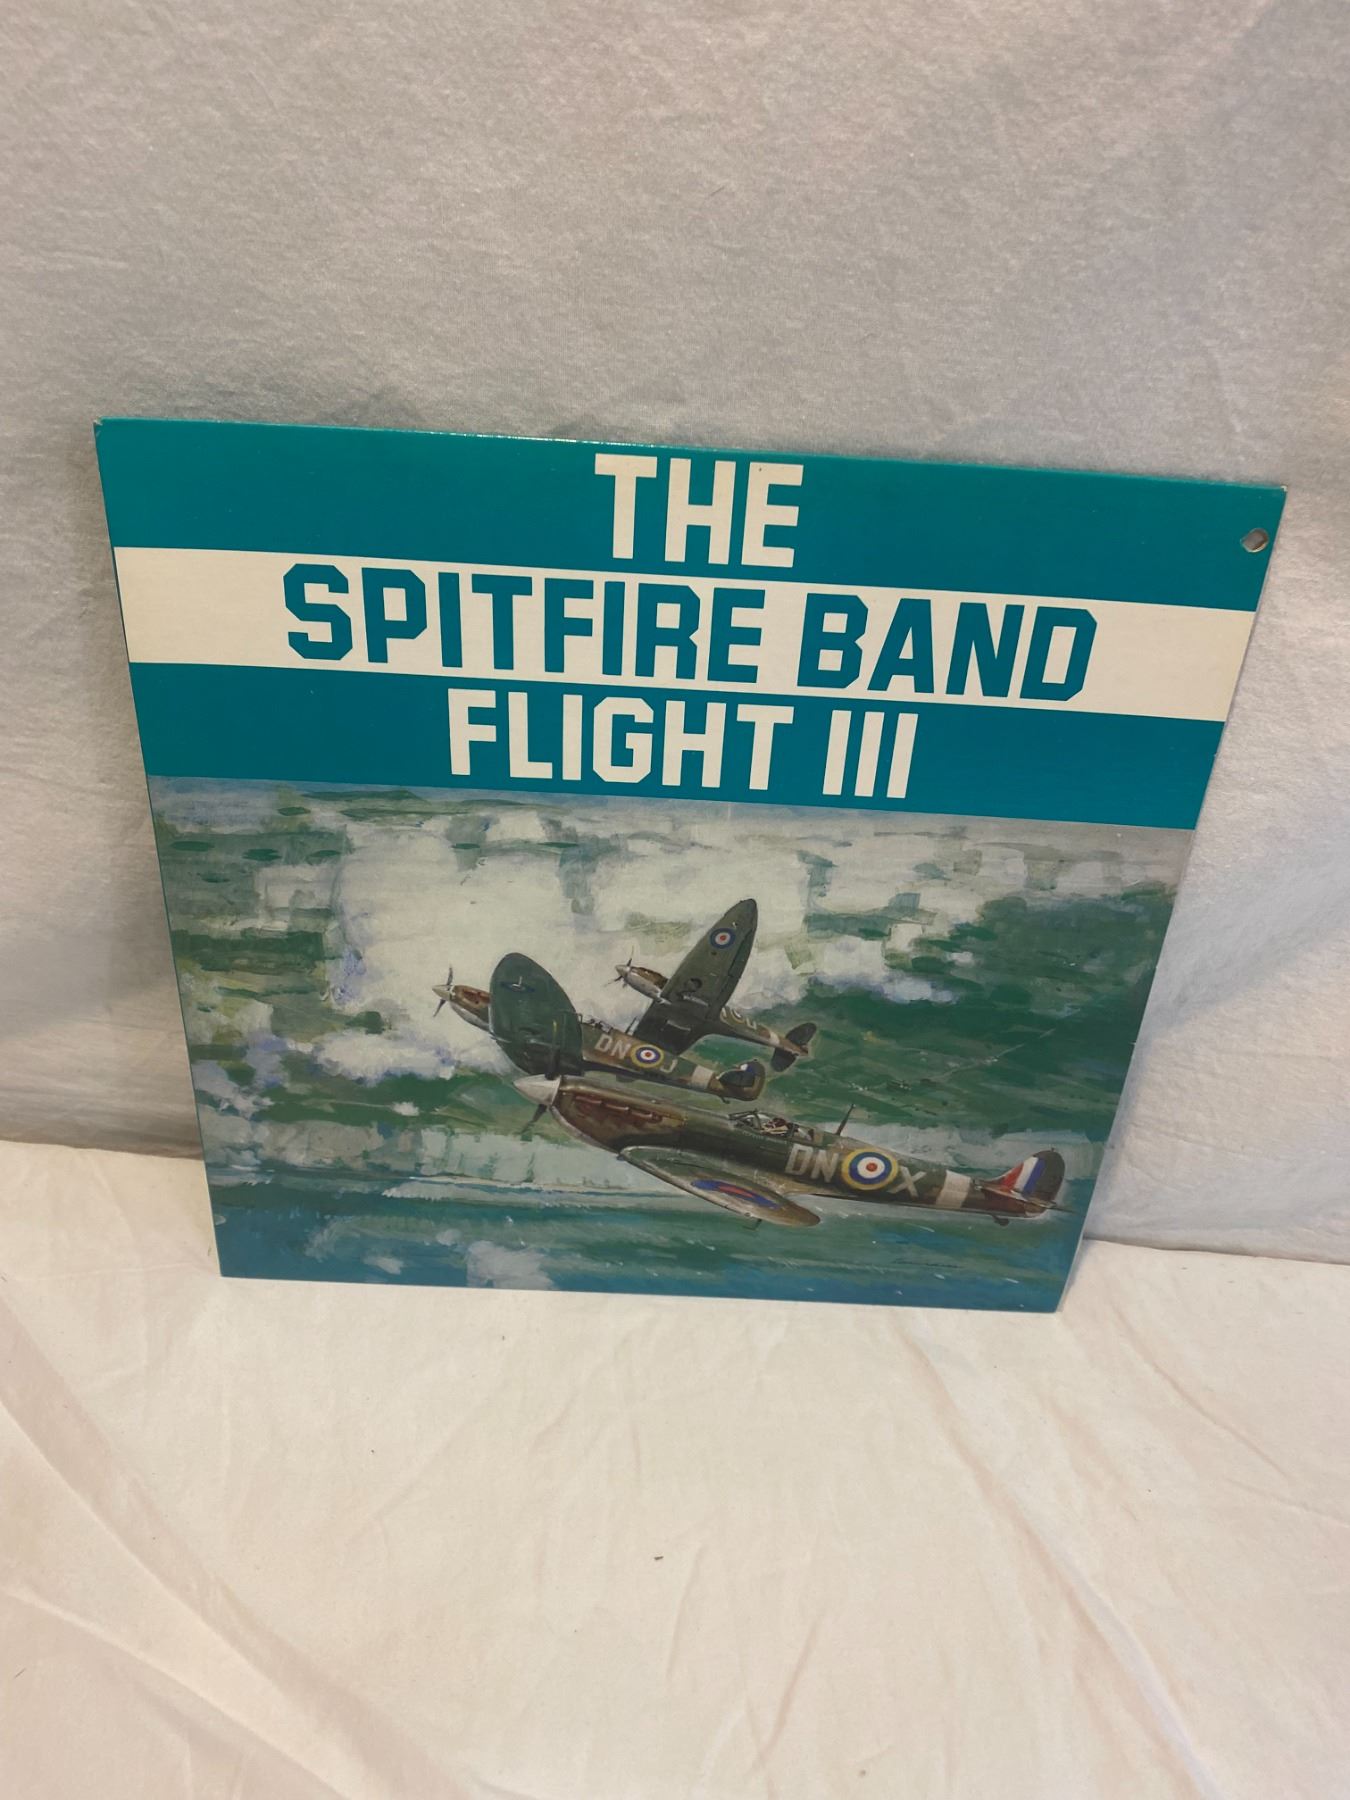 THE
SPITFIRE BAND
FLIGHT III
DN J
DN X